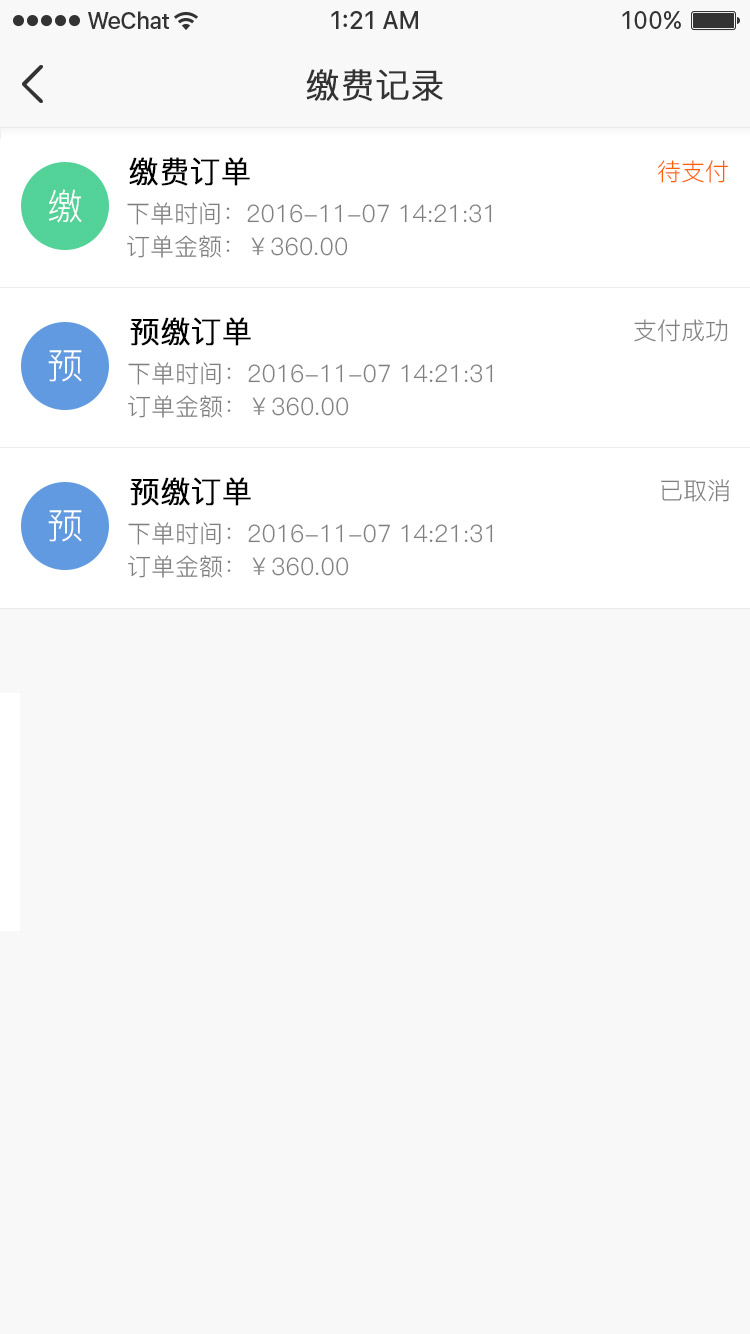 WeChat 1:21 AM 100%
缴费记录
缴
缴费订单
待支付
下单时间：2016-11-07 14:21:31
订单金额：￥360.00
预
预缴订单
支付成功
下单时间：2016-11-07 14:21:31
订单金额：￥360.00
预
预缴订单
已取消
下单时间：2016-11-07 14:21:31
订单金额：￥360.00